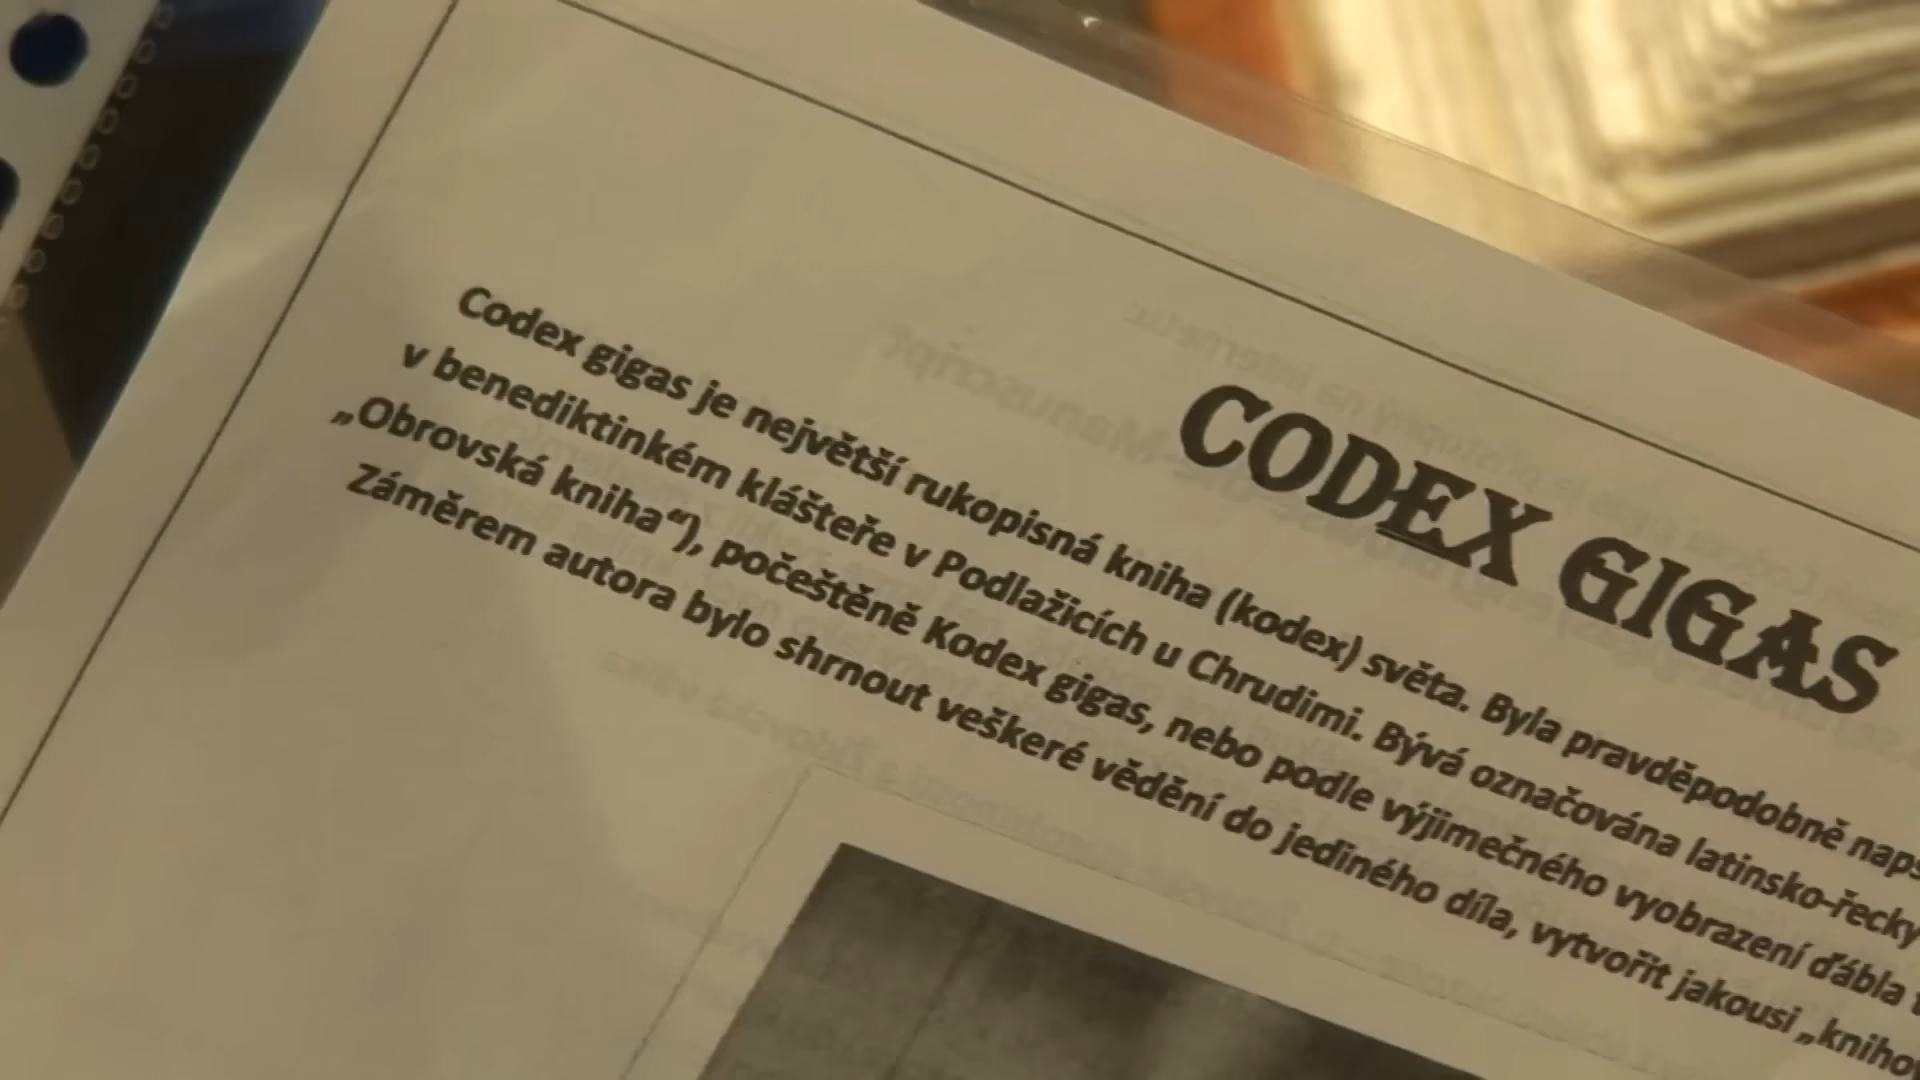 CODEX GIGAS
Codex gigas je největší rukopisná kniha (kodex) světa. Byla pravděpodobně naps
v benediktinkém klášteře v Podlažicích u Chrudimi. Bývá označována latinsko-řecky
„Obrovská kniha“), počeštěně Kodex gigas, nebo podle výjimečného vyobrazení ďábla
Záměrem autora bylo shrnout veškeré vědění do jediného díla, vytvořit jakousi „kniho